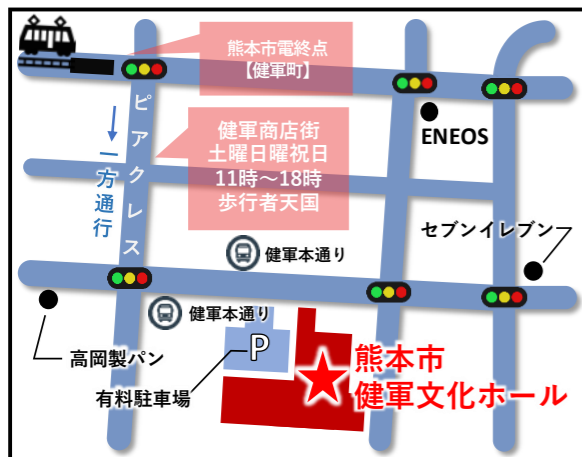 熊本市電終点
【健軍町】
ピアクレス
一方通行
健軍商店街
土曜日曜祝日
11時〜18時
歩行者天国
ENEOS
セブンイレブン
健軍本通り
健軍本通り
高岡製パン
P
有料駐車場
熊本市
健軍文化ホール